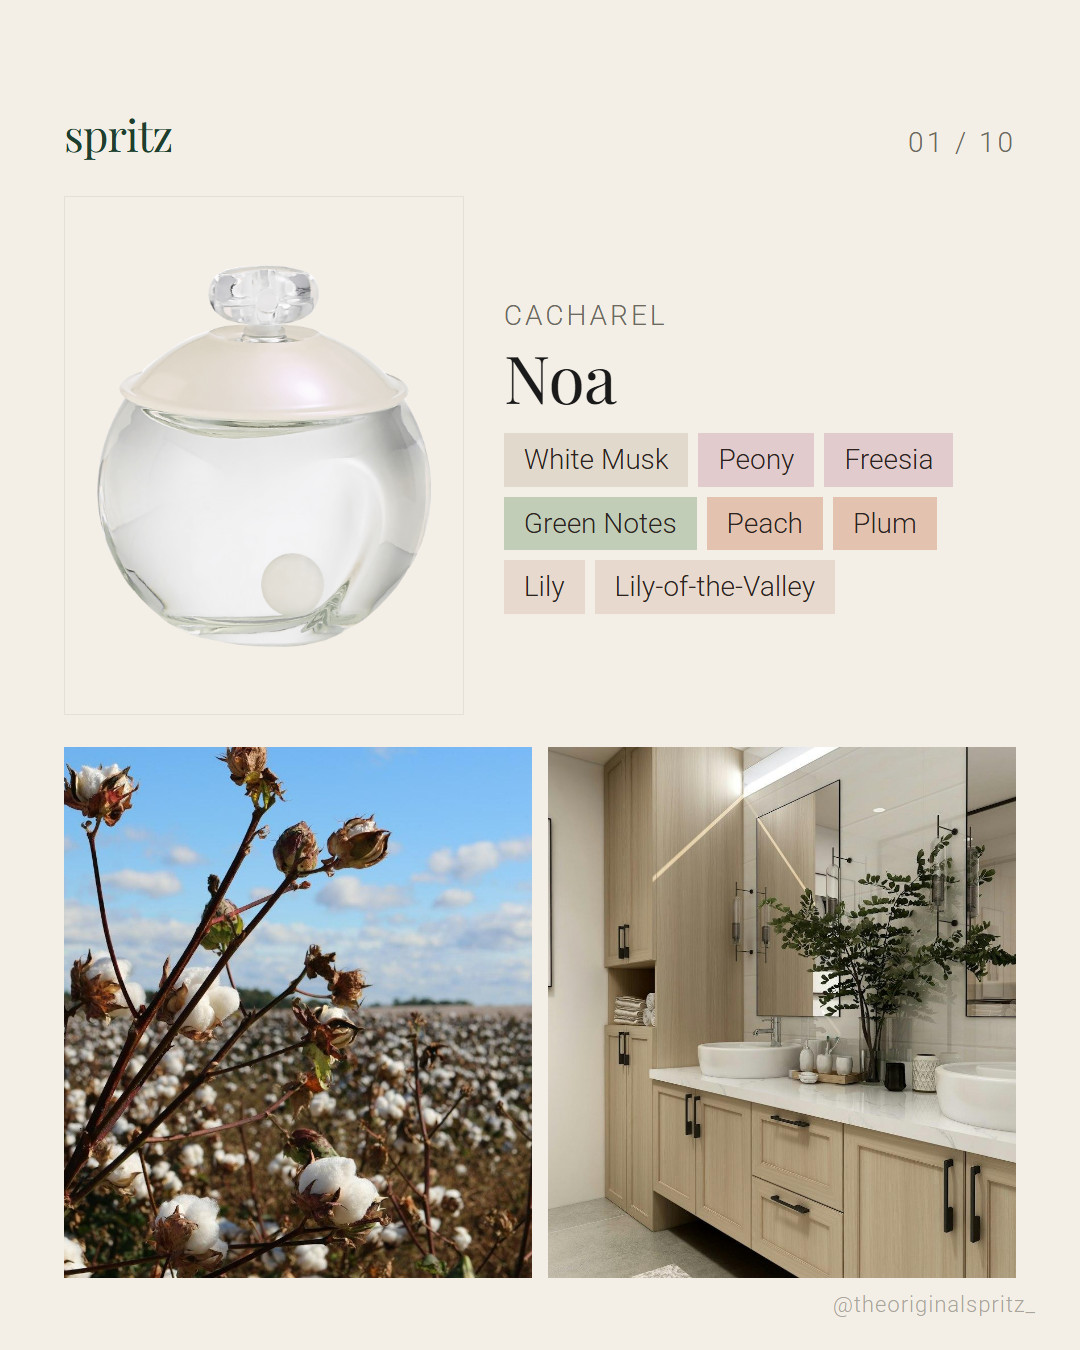 spritz
01 / 10
CACHAREL
Noa
White Musk Peony Freesia
Green Notes Peach Plum
Lily Lily-of-the-Valley
@theoriginalspritz_